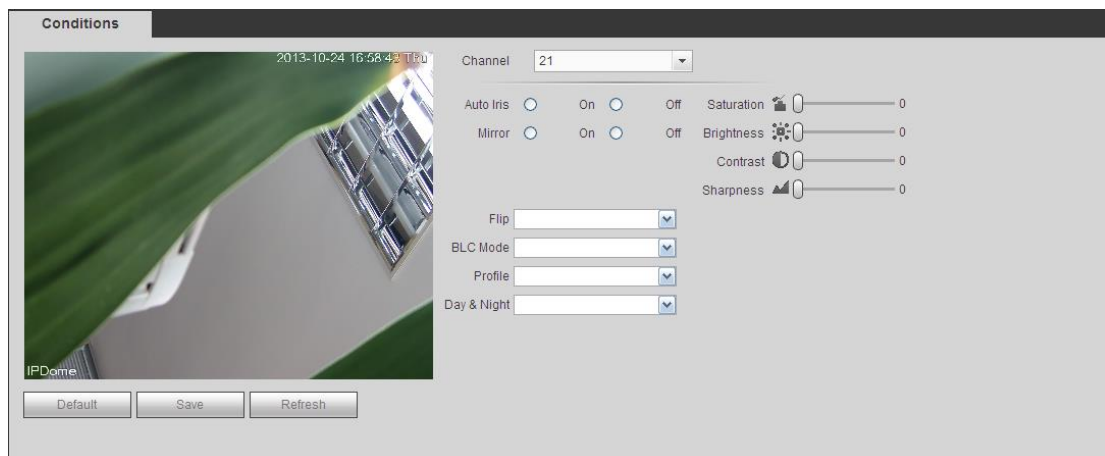 Conditions
2013-10-24 16:58:43 Thu
IPDome
Channel 21
Auto Iris On Off
Mirror On Off
Saturation 0
Brightness 0
Contrast 0
Sharpness 0
Flip
BLC Mode
Profile
Day & Night
Default Save Refresh